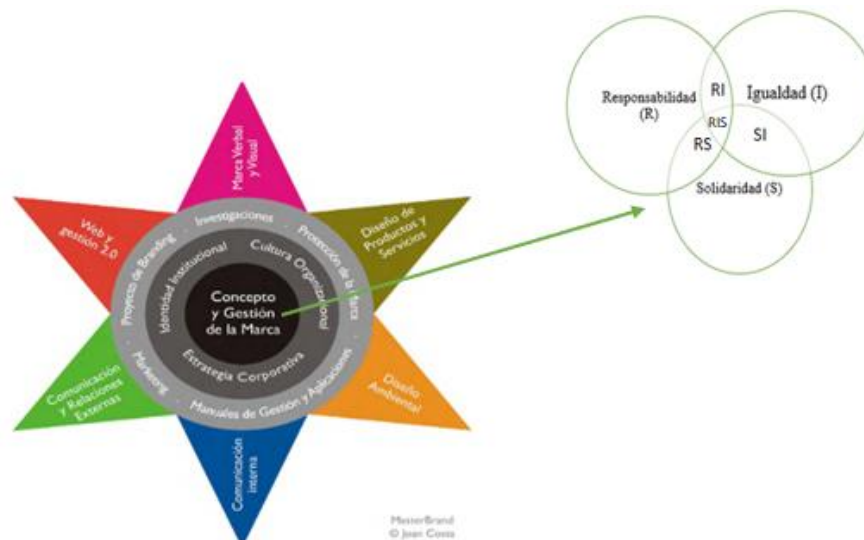 Responsabilidad
(R)
RI
Igualdad (I)
RIS
RS
SI
Solidaridad (S)
Marca Verbal
y Visual
Diseño de
Productos y
Servicios
Diseño
Ambiental
Comunicación
interna
Comunicación
y Relaciones
Externas
Web y
gestión 2.0
Proyecto de Branding · Investigaciones · Protección de la Marca · Manuales de Gestión y Aplicaciones · Marketing ·
Identidad Institucional
Cultura Organizacional
Estrategia Corporativa
Concepto
y Gestión
de la Marca
MasterBrand
© Joan Costa